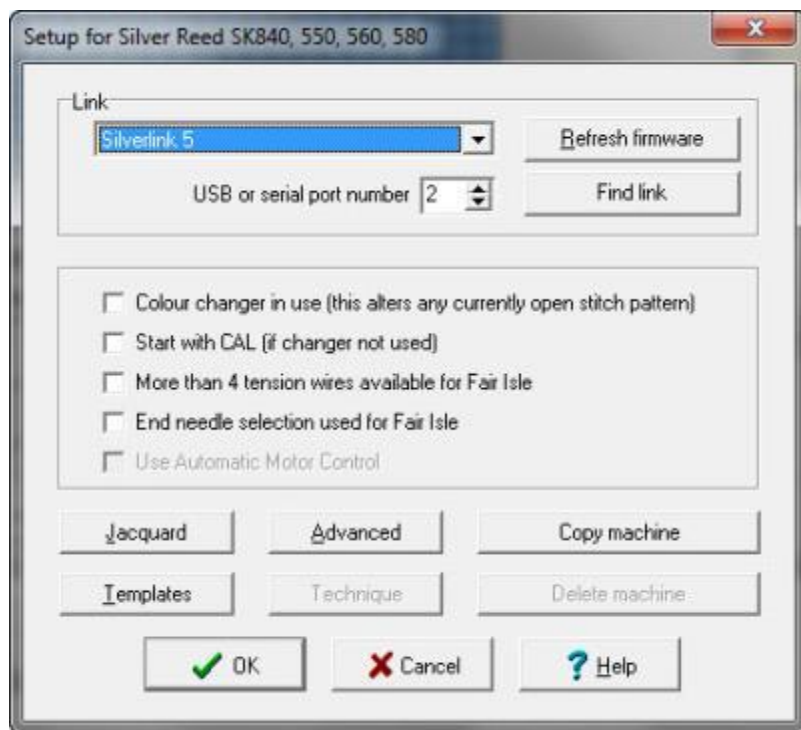 Setup for Silver Reed SK840, 550, 560, 580
Link
Silverlink 5
Refresh firmware
USB or serial port number 2
Find link
Colour changer in use (this alters any currently open stitch pattern)
Start with CAL (if changer not used)
More than 4 tension wires available for Fair Isle
End needle selection used for Fair Isle
Use Automatic Motor Control
Jacquard Advanced Copy machine
Templates Technique Delete machine
OK Cancel Help